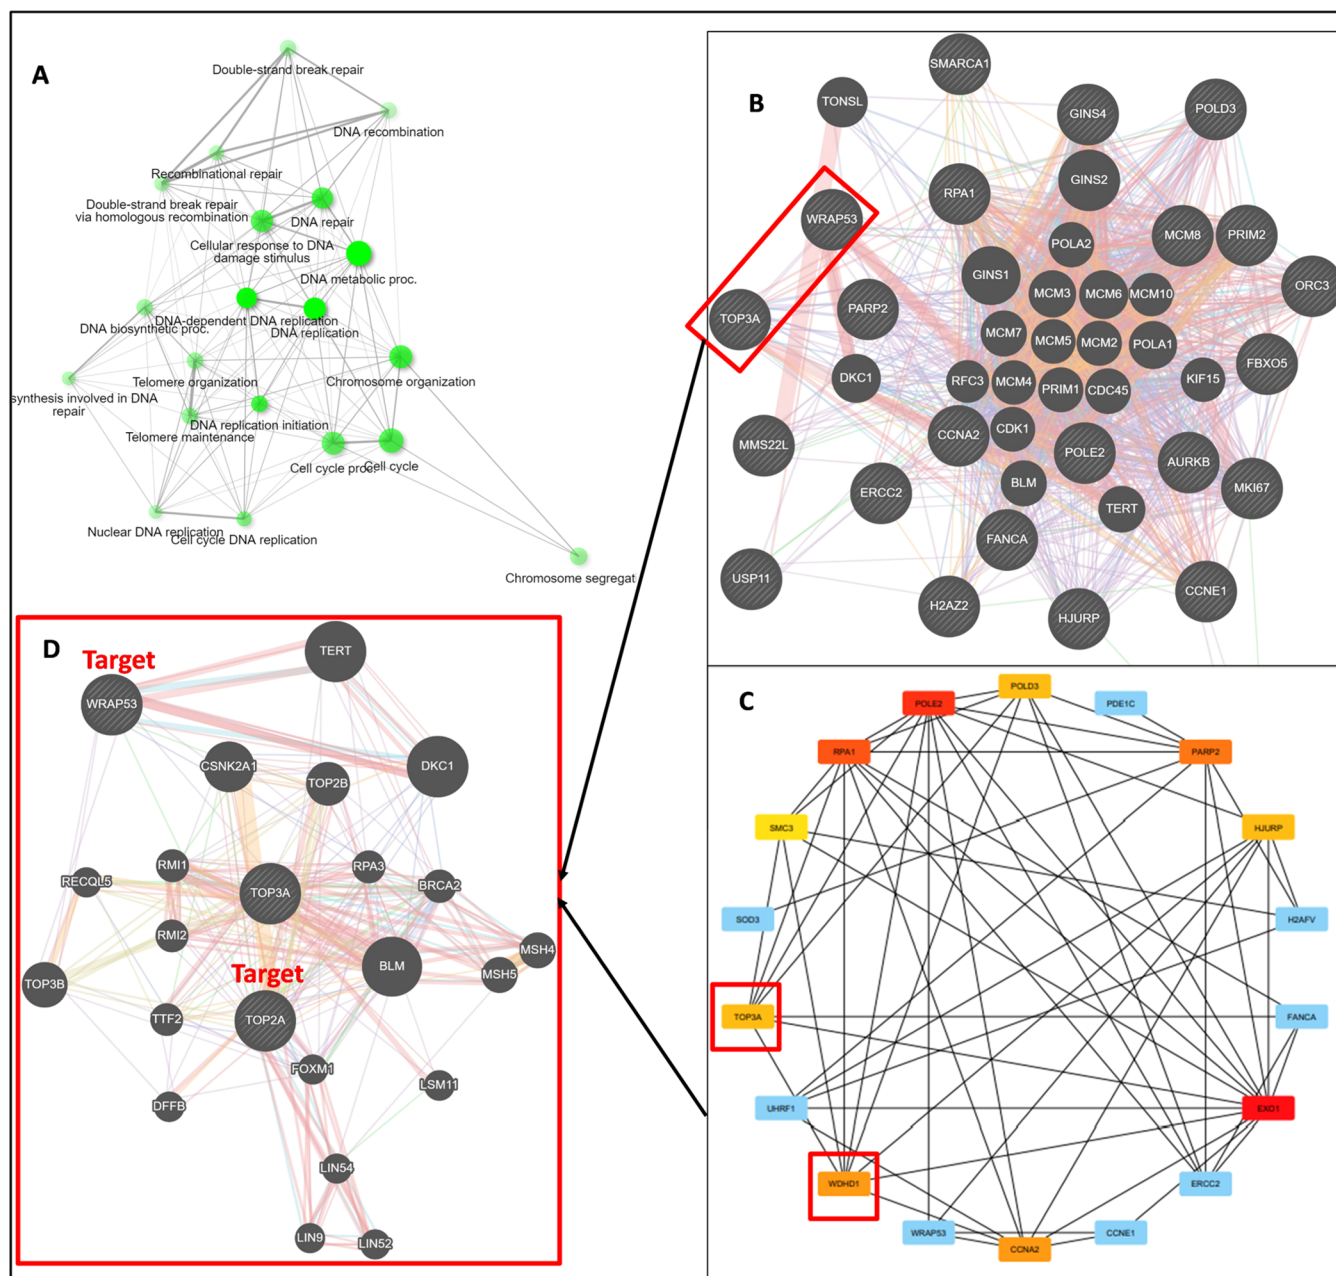 A
Double-strand break repair
DNA recombination
Recombinational repair
Double-strand break repair
via homologous recombination
DNA repair
Cellular response to DNA
damage stimulus
DNA metabolic proc.
DNA biosynthetic proc.
DNA-dependent DNA replication
DNA replication
Telomere organization
Chromosome organization
synthesis involved in DNA
repair
DNA replication initiation
Telomere maintenance
Cell cycle proc.
Cell cycle
Nuclear DNA replication
Cell cycle DNA replication
Chromosome segregat
B
SMARCA1
TONSL
GINS4
POLD3
GINS2
RPA1
WRAP53
MCM8
PRIM2
POLA2
GINS1
ORC3
MCM3
MCM6
MCM10
TOP3A
PARP2
MCM7
MCM5
MCM2
POLA1
FBXO5
DKC1
RFC3
MCM4
PRIM1
CDC45
KIF15
CCNA2
CDK1
MMS22L
POLE2
AURKB
BLM
MKI67
ERCC2
TERT
FANCA
USP11
H2AZ2
HJURP
CCNE1
C
POLD3
POLE2
PDE1C
RPA1
PARP2
SMC3
HJURP
SOD3
H2AFV
TOP3A
FANCA
UHRF1
EXO1
WDHD1
ERCC2
WRAP53
CCNE1
CCNA2
D
Target
TERT
WRAP53
CSNK2A1
TOP2B
DKC1
RMI1
RPA3
RECQL5
TOP3A
BRCA2
RMI2
MSH4
BLM
MSH5
Target
TOP3B
TTF2
TOP2A
FOXM1
LSM11
DFFB
LIN54
LIN9
LIN52